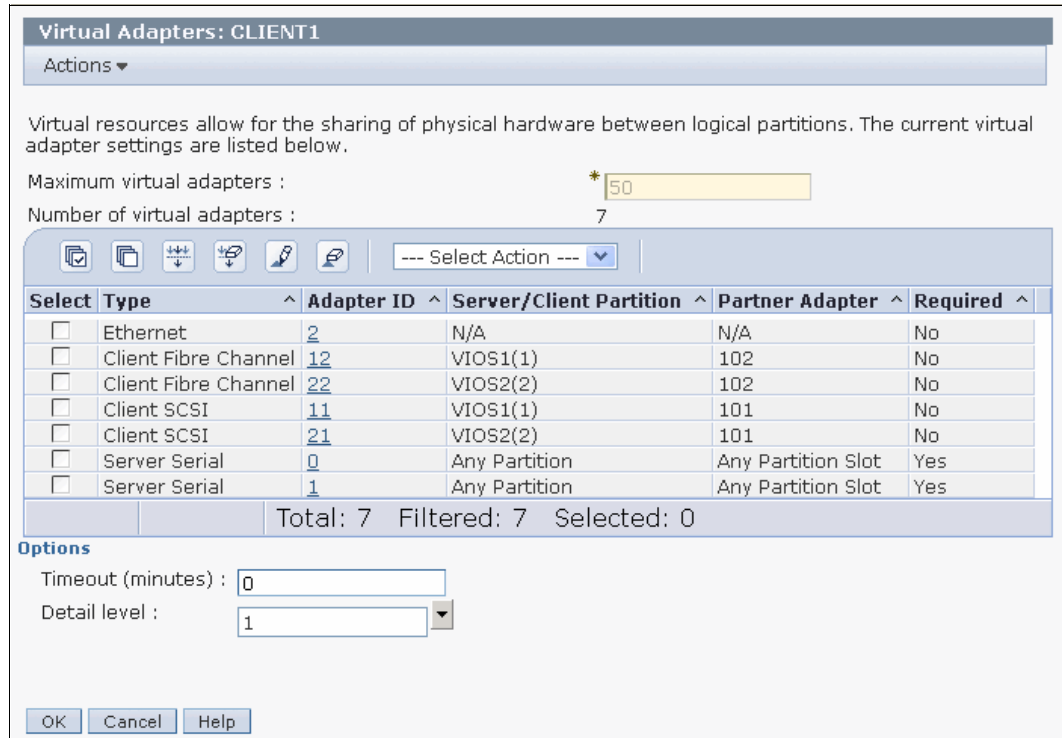 Virtual Adapters: CLIENT1
Actions
Virtual resources allow for the sharing of physical hardware between logical partitions. The current virtual
adapter settings are listed below.
Maximum virtual adapters : * 50
Number of virtual adapters : 7
--- Select Action ---
Select Type ^ Adapter ID ^ Server/Client Partition ^ Partner Adapter ^ Required ^
Ethernet 2 N/A N/A No
Client Fibre Channel 12 VIOS1(1) 102 No
Client Fibre Channel 22 VIOS2(2) 102 No
Client SCSI 11 VIOS1(1) 101 No
Client SCSI 21 VIOS2(2) 101 No
Server Serial 0 Any Partition Any Partition Slot Yes
Server Serial 1 Any Partition Any Partition Slot Yes
Total: 7 Filtered: 7 Selected: 0
Options
Timeout (minutes) : 0
Detail level : 1
OK Cancel Help